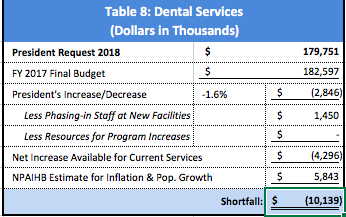 Table 8: Dental Services
(Dollars in Thousands)
President Request 2018 $ 179,751
FY 2017 Final Budget $ 182,597
President's Increase/Decrease -1.6% $ (2,846)
Less Phasing-in Staff at New Facilities $ 1,450
Less Resources for Program Increases $ -
Net Increase Available for Current Services $ (4,296)
NPAIHB Estimate for Inflation & Pop. Growth $ 5,843
Shortfall: $ (10,139)